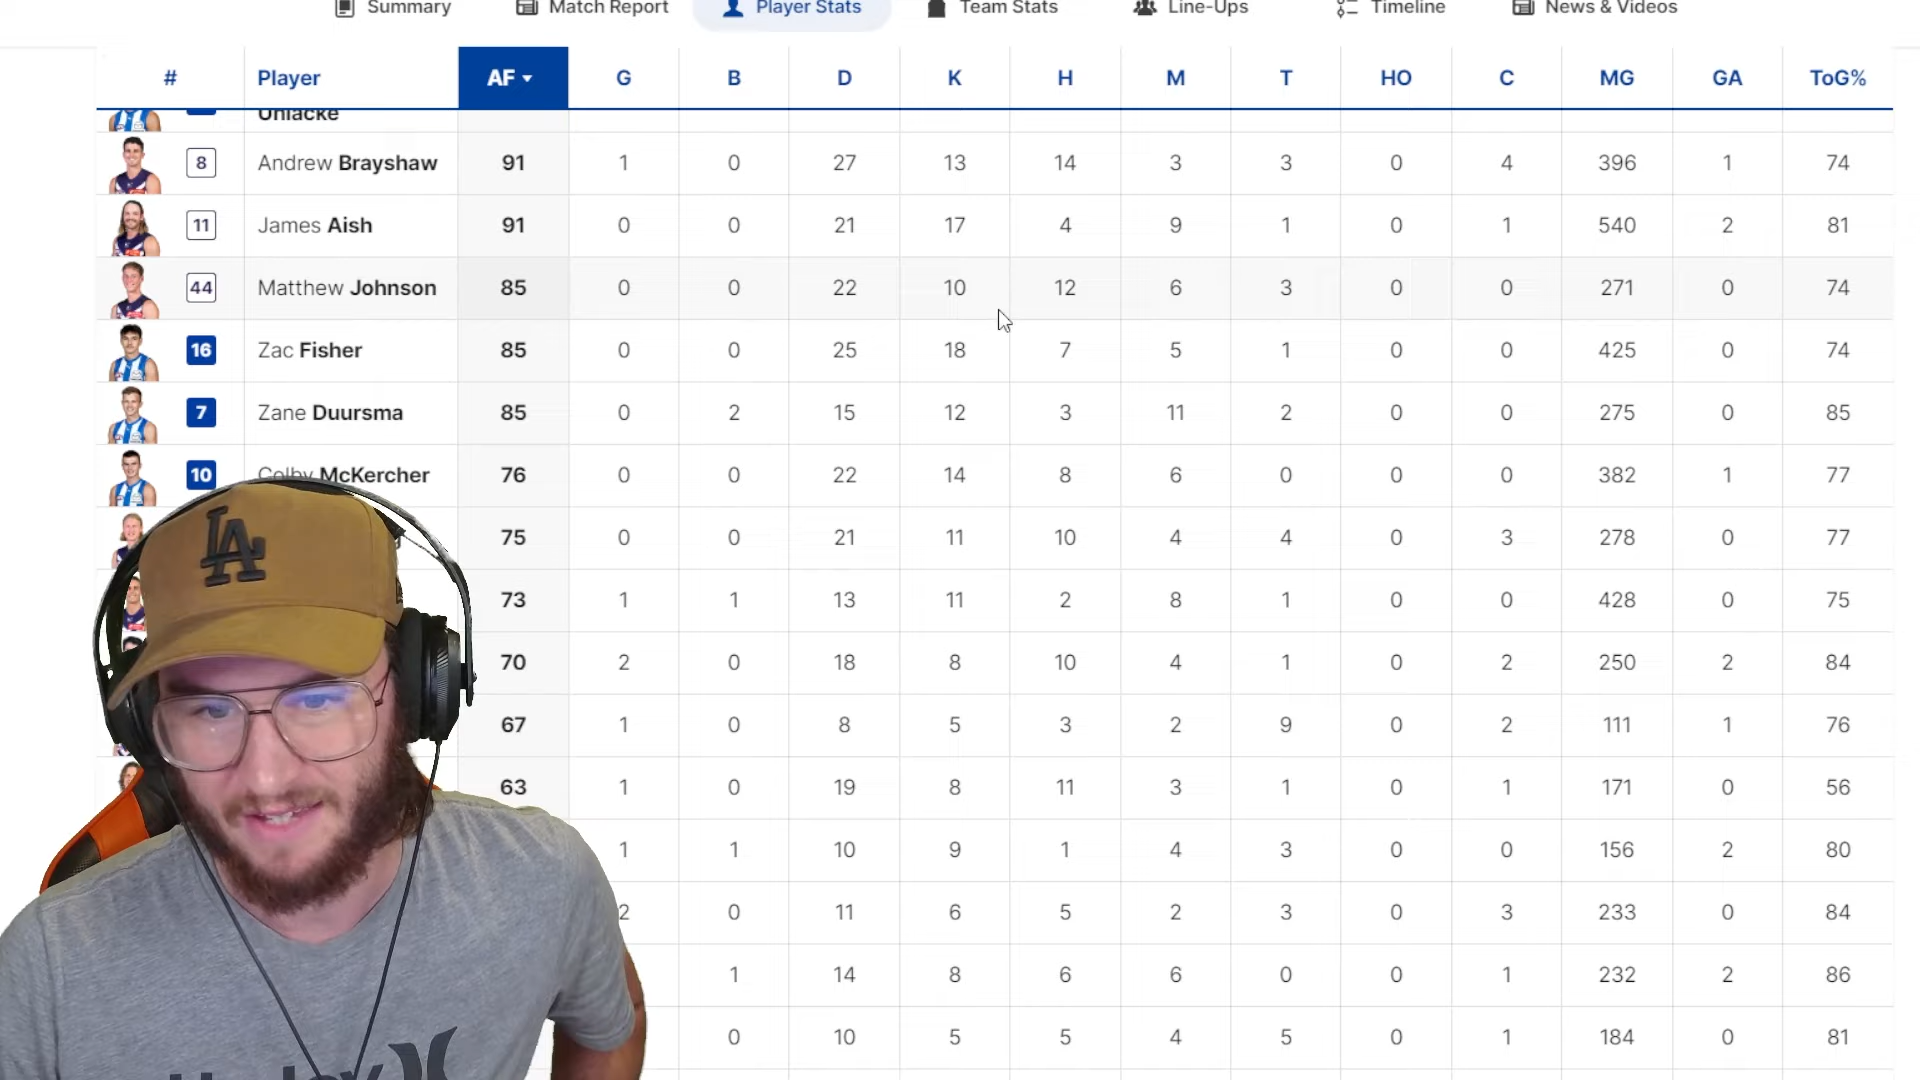 Summary Match Report Player Stats Team Stats Line-Ups Timeline News & Videos
# Player AF G B D K H M T HO C MG GA ToG%
Uniacke
8 Andrew Brayshaw 91 1 0 27 13 14 3 3 0 4 396 1 74
11 James Aish 91 0 0 21 17 4 9 1 0 1 540 2 81
44 Matthew Johnson 85 0 0 22 10 12 6 3 0 0 271 0 74
16 Zac Fisher 85 0 0 25 18 7 5 1 0 0 425 0 74
7 Zane Duursma 85 0 2 15 12 3 11 2 0 0 275 0 85
10 Colby McKercher 76 0 0 22 14 8 6 0 0 0 382 1 77
75 0 0 21 11 10 4 4 0 3 278 0 77
73 1 1 13 11 2 8 1 0 0 428 0 75
70 2 0 18 8 10 4 1 0 2 250 2 84
67 1 0 8 5 3 2 9 0 2 111 1 76
63 1 0 19 8 11 3 1 0 1 171 0 56
1 1 10 9 1 4 3 0 0 156 2 80
2 0 11 6 5 2 3 0 3 233 0 84
1 14 8 6 6 0 0 1 232 2 86
0 10 5 5 4 5 0 1 184 0 81
LA